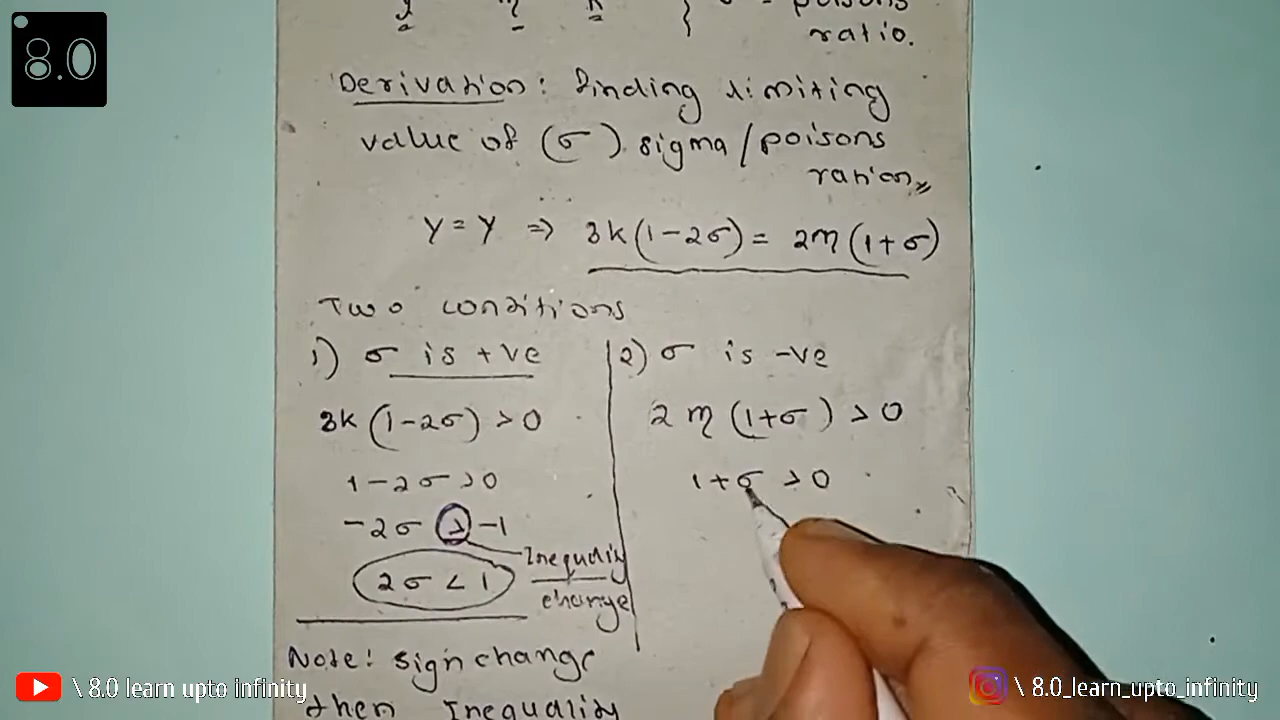 8.0
ratio.
Derivation: finding limiting
value of (σ) sigma/poisons
ration
Y = Y ⇒ 3k(1-2σ) = 2η(1+σ)
Two conditions
1) σ is +ve
3k(1-2σ) > 0
1-2σ > 0
-2σ > -1
Inequality
change
2σ < 1
2) σ is -ve
2η(1+σ) > 0
1+σ > 0
Note: sign change
then Inequality
\ 8.0 learn upto infinity
\ 8.0_learn_upto_infinity